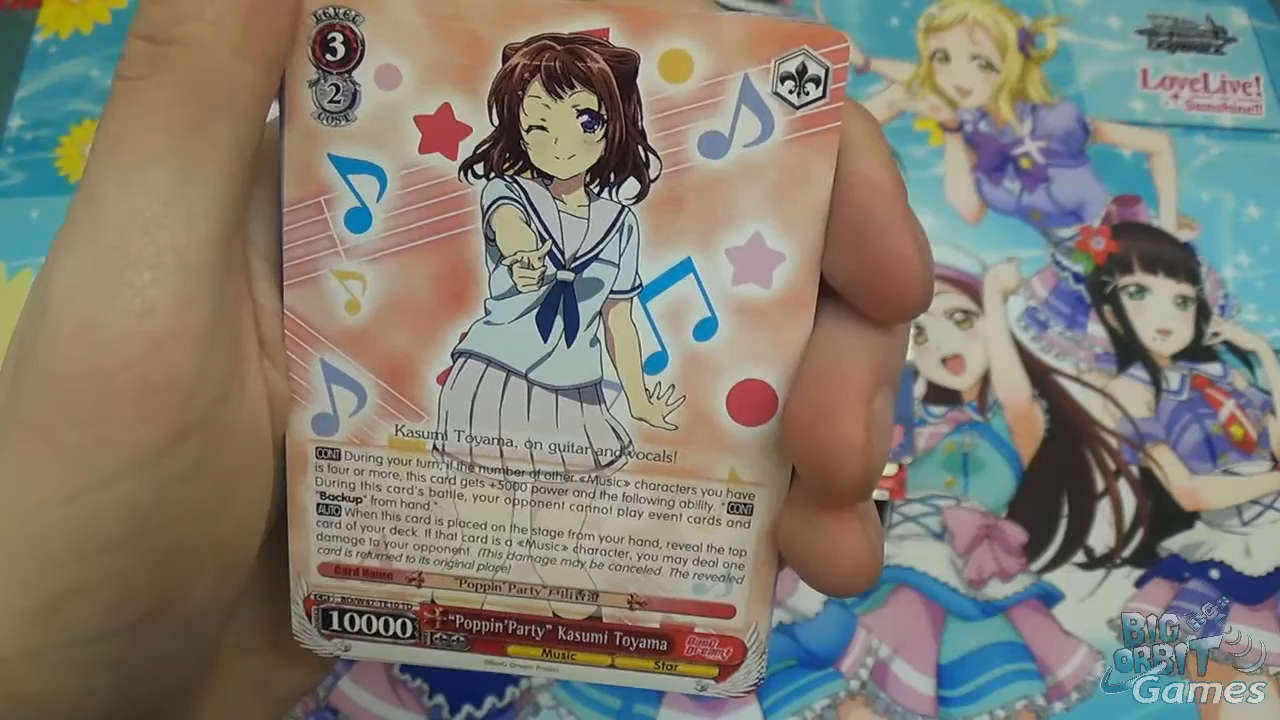 LEVEL
3
2
COST
LoveLive!
Sunshine!!
Kasumi Toyama, on guitar and vocals!
CONT During your turn, if the number of other «Music» characters you have
is four or more, this card gets +5000 power and the following ability. "CONT
During this card's battle, your opponent cannot play event cards and
"Backup" from hand."
AUTO When this card is placed on the stage from your hand, reveal the top
card of your deck. If that card is a «Music» character, you may deal one
damage to your opponent. (This damage may be canceled. The revealed
card is returned to its original place)
Card Name
"Poppin'Party" 戸山香澄
10000
"Poppin'Party" Kasumi Toyama
BanG Dream!
Music
Star
©BanG Dream! Project
BIG
ORBIT
Games